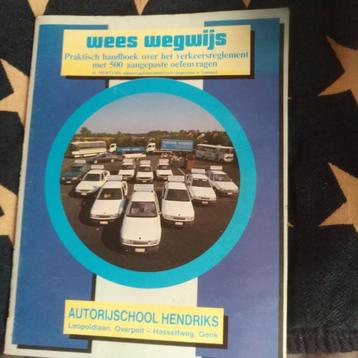 wees wegwijs
Praktisch handboek over het verkeersreglement
met 500 aangepaste oefenvragen
AUTORIJSCHOOL HENDRIKS
Leopoldlaan, Overpelt - Hasseltweg, Genk